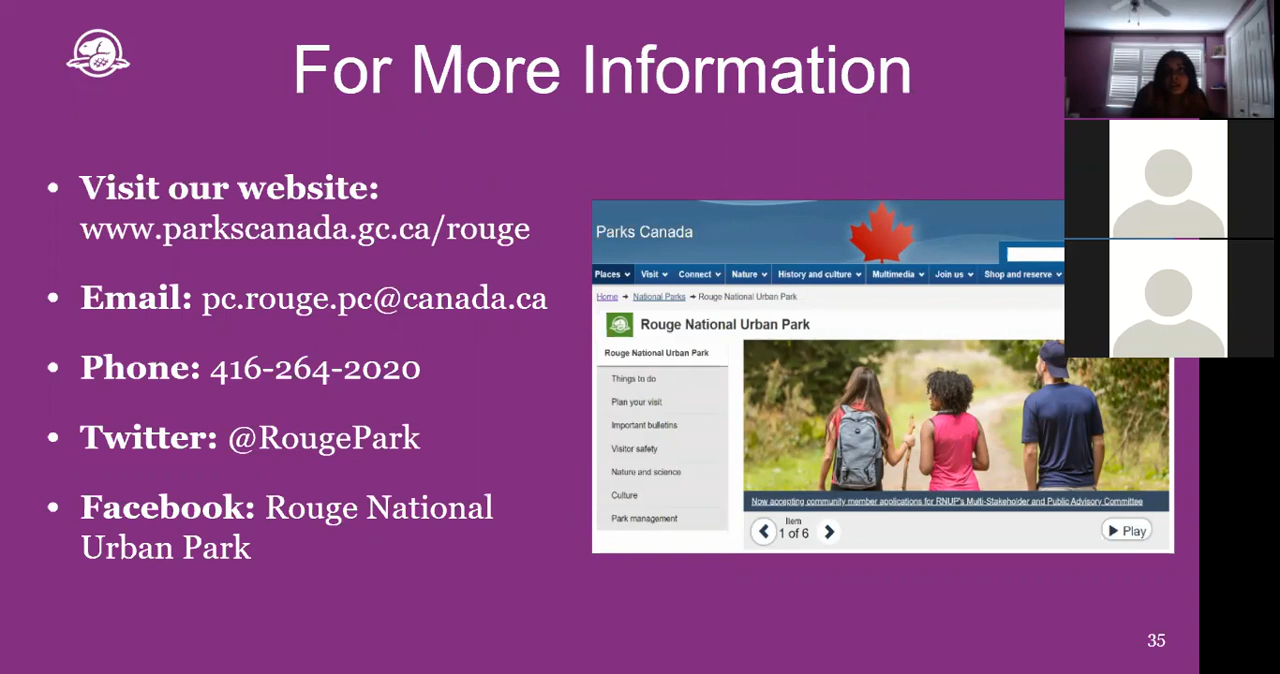 For More Information
• Visit our website:
www.parkscanada.gc.ca/rouge
• Email: pc.rouge.pc@canada.ca
• Phone: 416-264-2020
• Twitter: @RougePark
• Facebook: Rouge National
Urban Park
Parks Canada
Places Visit Connect Nature History and culture Multimedia Join us Shop and reserve
Home → National Parks → Rouge National Urban Park
Rouge National Urban Park
Rouge National Urban Park
Things to do
Plan your visit
Important bulletins
Visitor safety
Nature and science
Culture
Park management
Now accepting community member applications for RNUP's Multi-Stakeholder and Public Advisory Committee
Item
1 of 6
Play
35